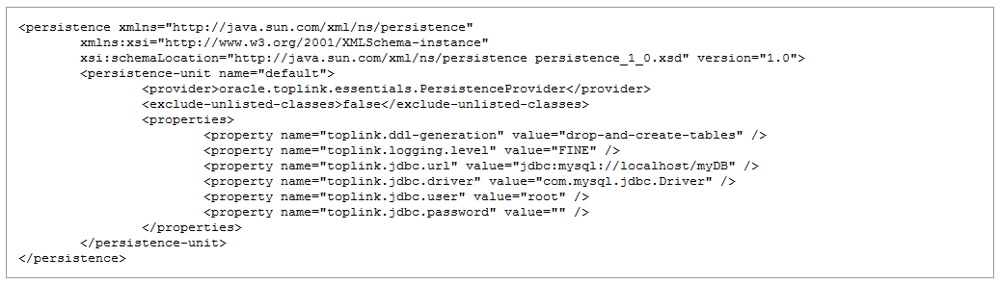 <persistence xmlns="http://java.sun.com/xml/ns/persistence"
        xmlns:xsi="http://www.w3.org/2001/XMLSchema-instance"
        xsi:schemaLocation="http://java.sun.com/xml/ns/persistence persistence_1_0.xsd" version="1.0">
        <persistence-unit name="default">
                <provider>oracle.toplink.essentials.PersistenceProvider</provider>
                <exclude-unlisted-classes>false</exclude-unlisted-classes>
                <properties>
                        <property name="toplink.ddl-generation" value="drop-and-create-tables" />
                        <property name="toplink.logging.level" value="FINE" />
                        <property name="toplink.jdbc.url" value="jdbc:mysql://localhost/myDB" />
                        <property name="toplink.jdbc.driver" value="com.mysql.jdbc.Driver" />
                        <property name="toplink.jdbc.user" value="root" />
                        <property name="toplink.jdbc.password" value="" />
                </properties>
        </persistence-unit>
</persistence>